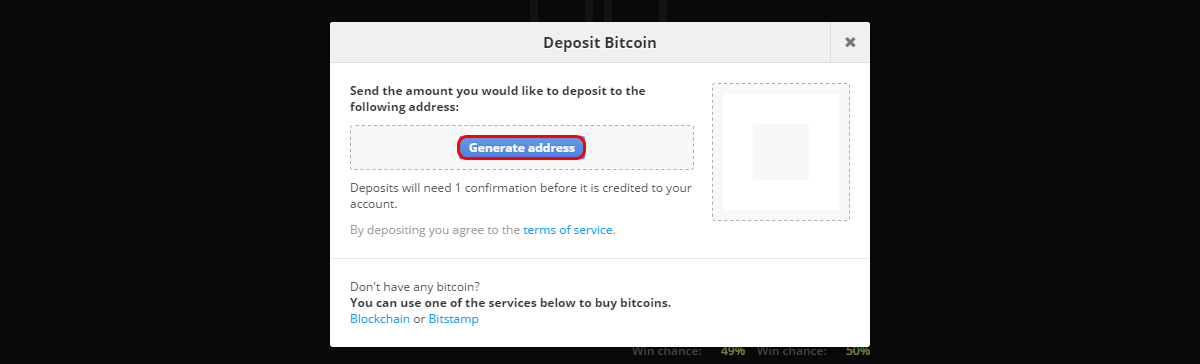 Deposit Bitcoin
Send the amount you would like to deposit to the
following address:
Generate address
Deposits will need 1 confirmation before it is credited to your
account.
By depositing you agree to the terms of service.
Don't have any bitcoin?
You can use one of the services below to buy bitcoins.
Blockchain or Bitstamp
Win chance: 49% Win chance: 50%